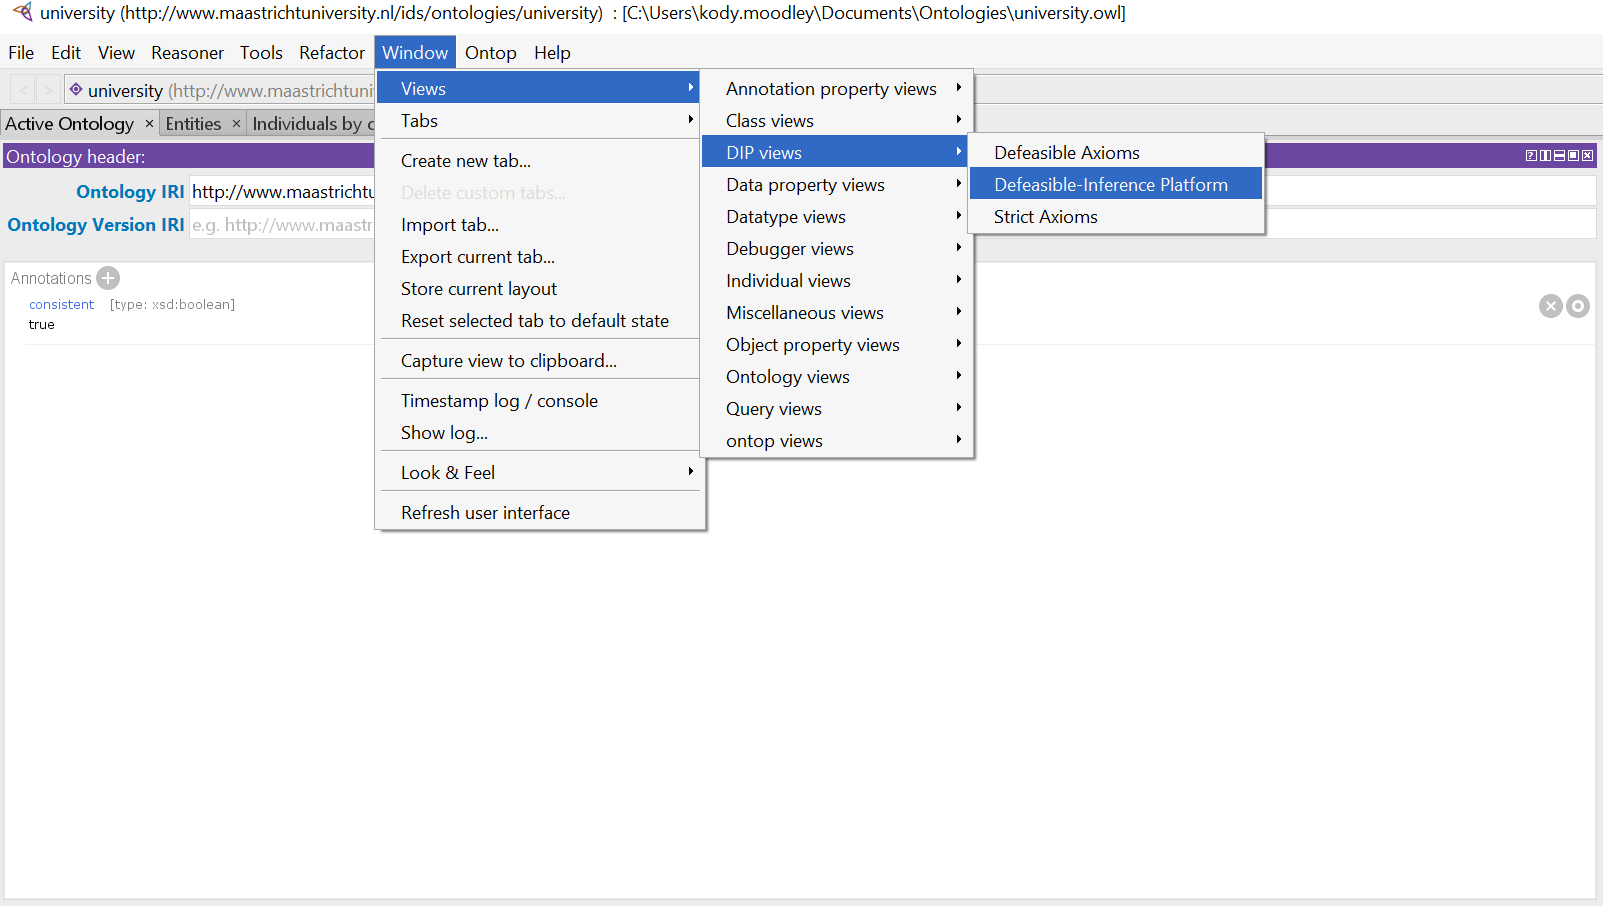 university (http://www.maastrichtuniversity.nl/ids/ontologies/university) : [C:\Users\kody.moodley\Documents\Ontologies\university.owl]
File Edit View Reasoner Tools Refactor Window Ontop Help
< > university (http://www.maastrichtuni
Active Ontology × Entities × Individuals by c
Ontology header:
Ontology IRI http://www.maastrichtu
Ontology Version IRI e.g. http://www.maastr
Annotations
consistent [type: xsd:boolean]
true
Views
Tabs
Create new tab...
Delete custom tabs...
Import tab...
Export current tab...
Store current layout
Reset selected tab to default state
Capture view to clipboard...
Timestamp log / console
Show log...
Look & Feel
Refresh user interface
Annotation property views
Class views
DIP views
Data property views
Datatype views
Debugger views
Individual views
Miscellaneous views
Object property views
Ontology views
Query views
ontop views
Defeasible Axioms
Defeasible-Inference Platform
Strict Axioms